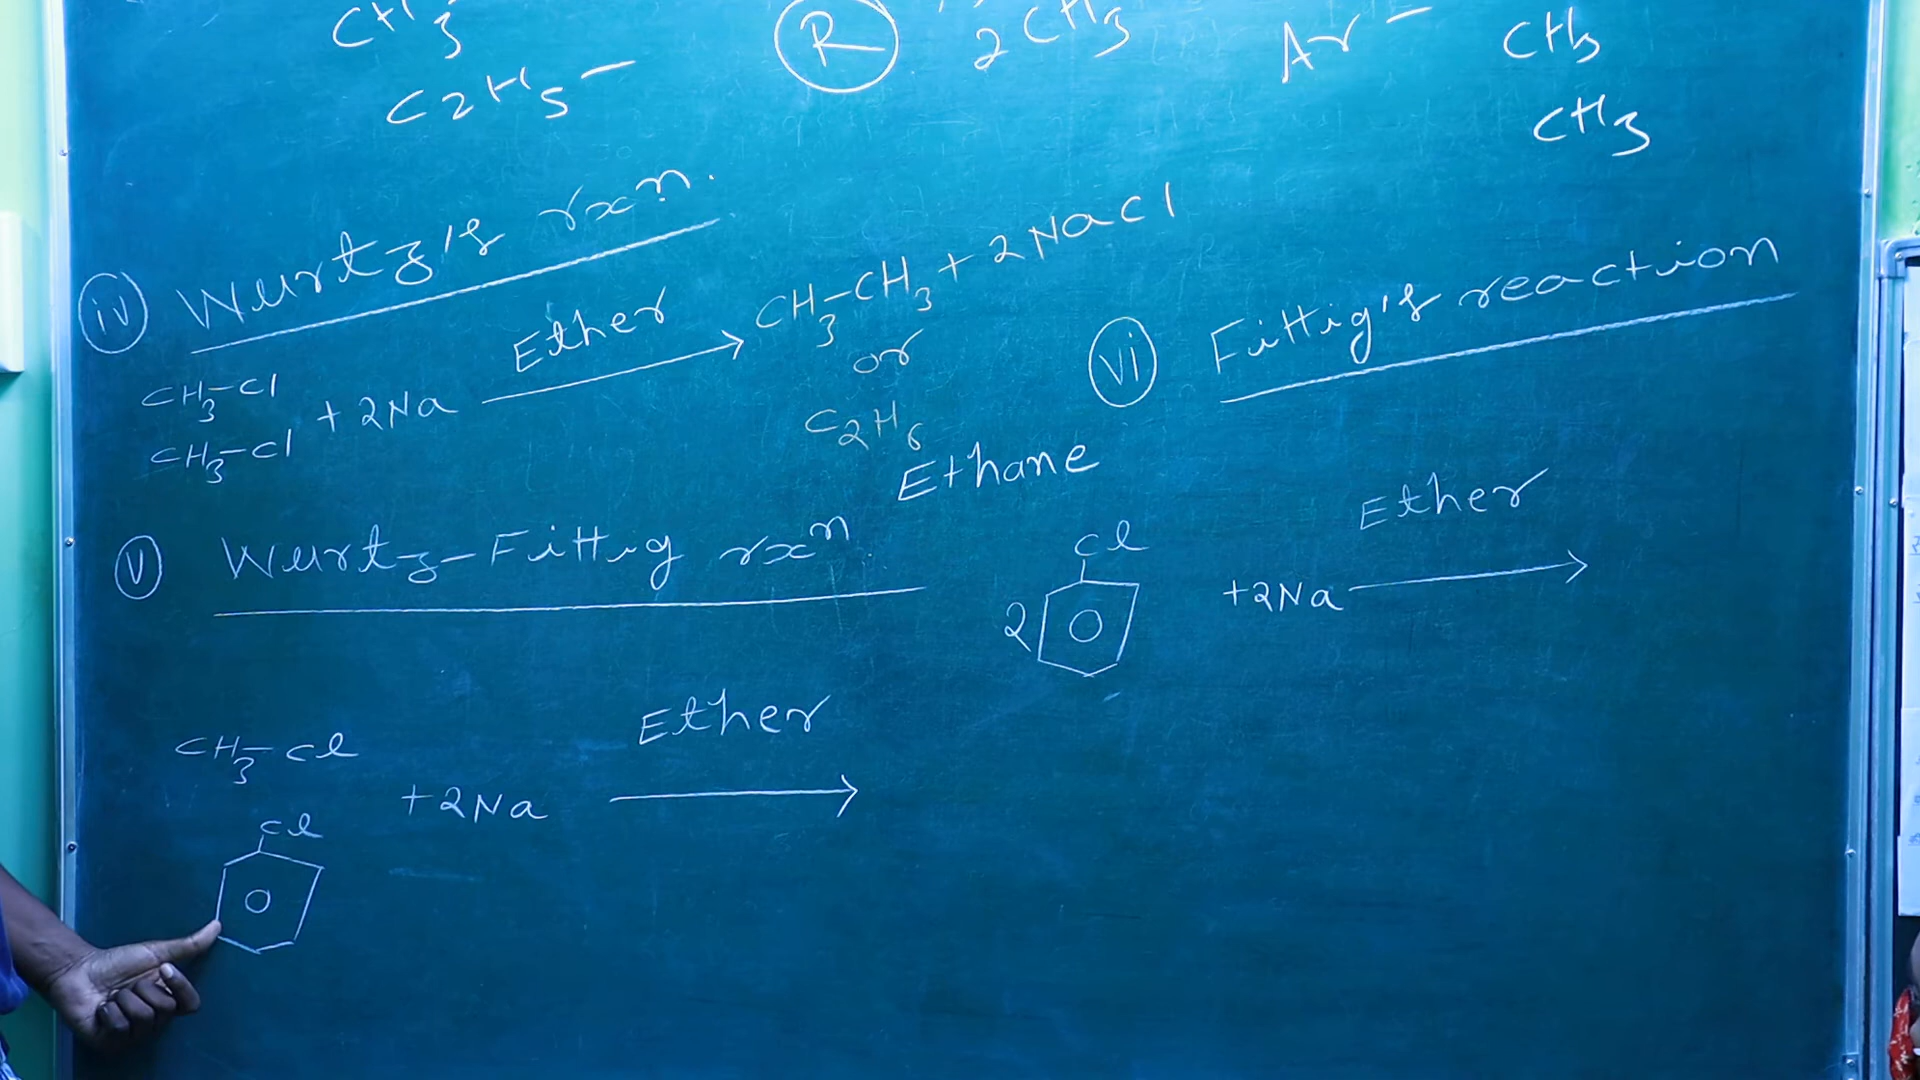 CH3
C2H5-
R
2CH3
Ar-
CH3
CH3
iv Wurtz's rxn.
CH3-Cl
CH3-Cl
+ 2Na
Ether
CH3-CH3 + 2NaCl
or
C2H6
Ethane
v Wurtz-Fittig rxn.
CH3-Cl
Cl
+2Na
Ether
vi Fittig's reaction
Cl
2
+2Na
Ether